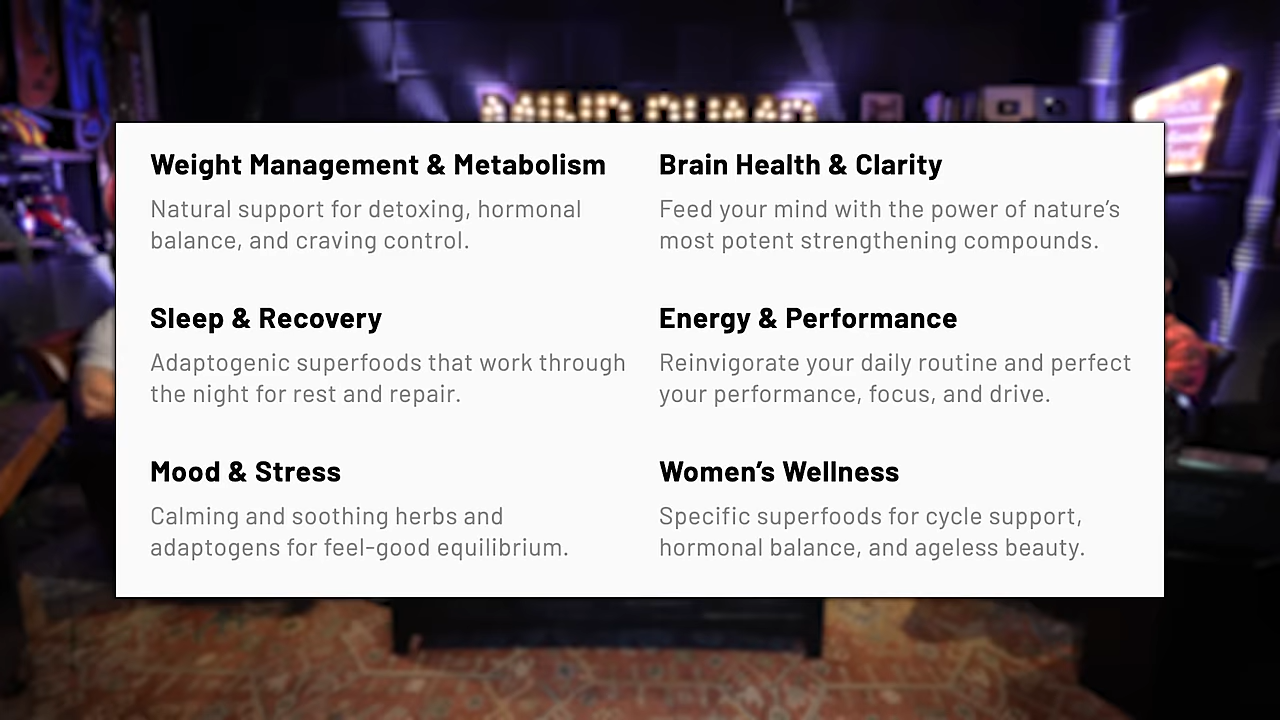 Weight Management & Metabolism
Natural support for detoxing, hormonal
balance, and craving control.
Brain Health & Clarity
Feed your mind with the power of nature’s
most potent strengthening compounds.
Sleep & Recovery
Adaptogenic superfoods that work through
the night for rest and repair.
Energy & Performance
Reinvigorate your daily routine and perfect
your performance, focus, and drive.
Mood & Stress
Calming and soothing herbs and
adaptogens for feel-good equilibrium.
Women’s Wellness
Specific superfoods for cycle support,
hormonal balance, and ageless beauty.